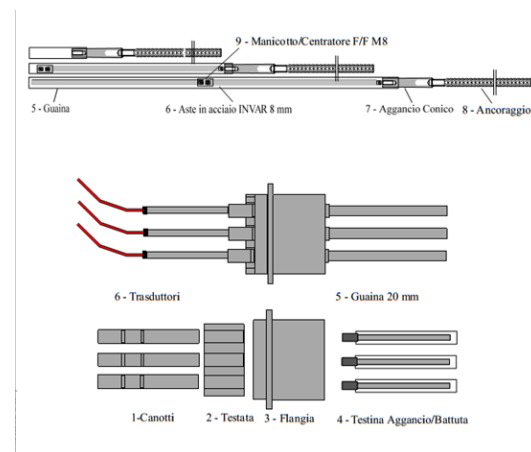 9 - Manicotto/Centratore F/F M8
5 - Guaina
6 - Aste in acciaio INVAR 8 mm
7 - Aggancio Conico
8 - Ancoraggio
6 - Trasduttori
5 - Guaina 20 mm
1-Canotti
2 - Testata
3 - Flangia
4 - Testina Aggancio/Battuta